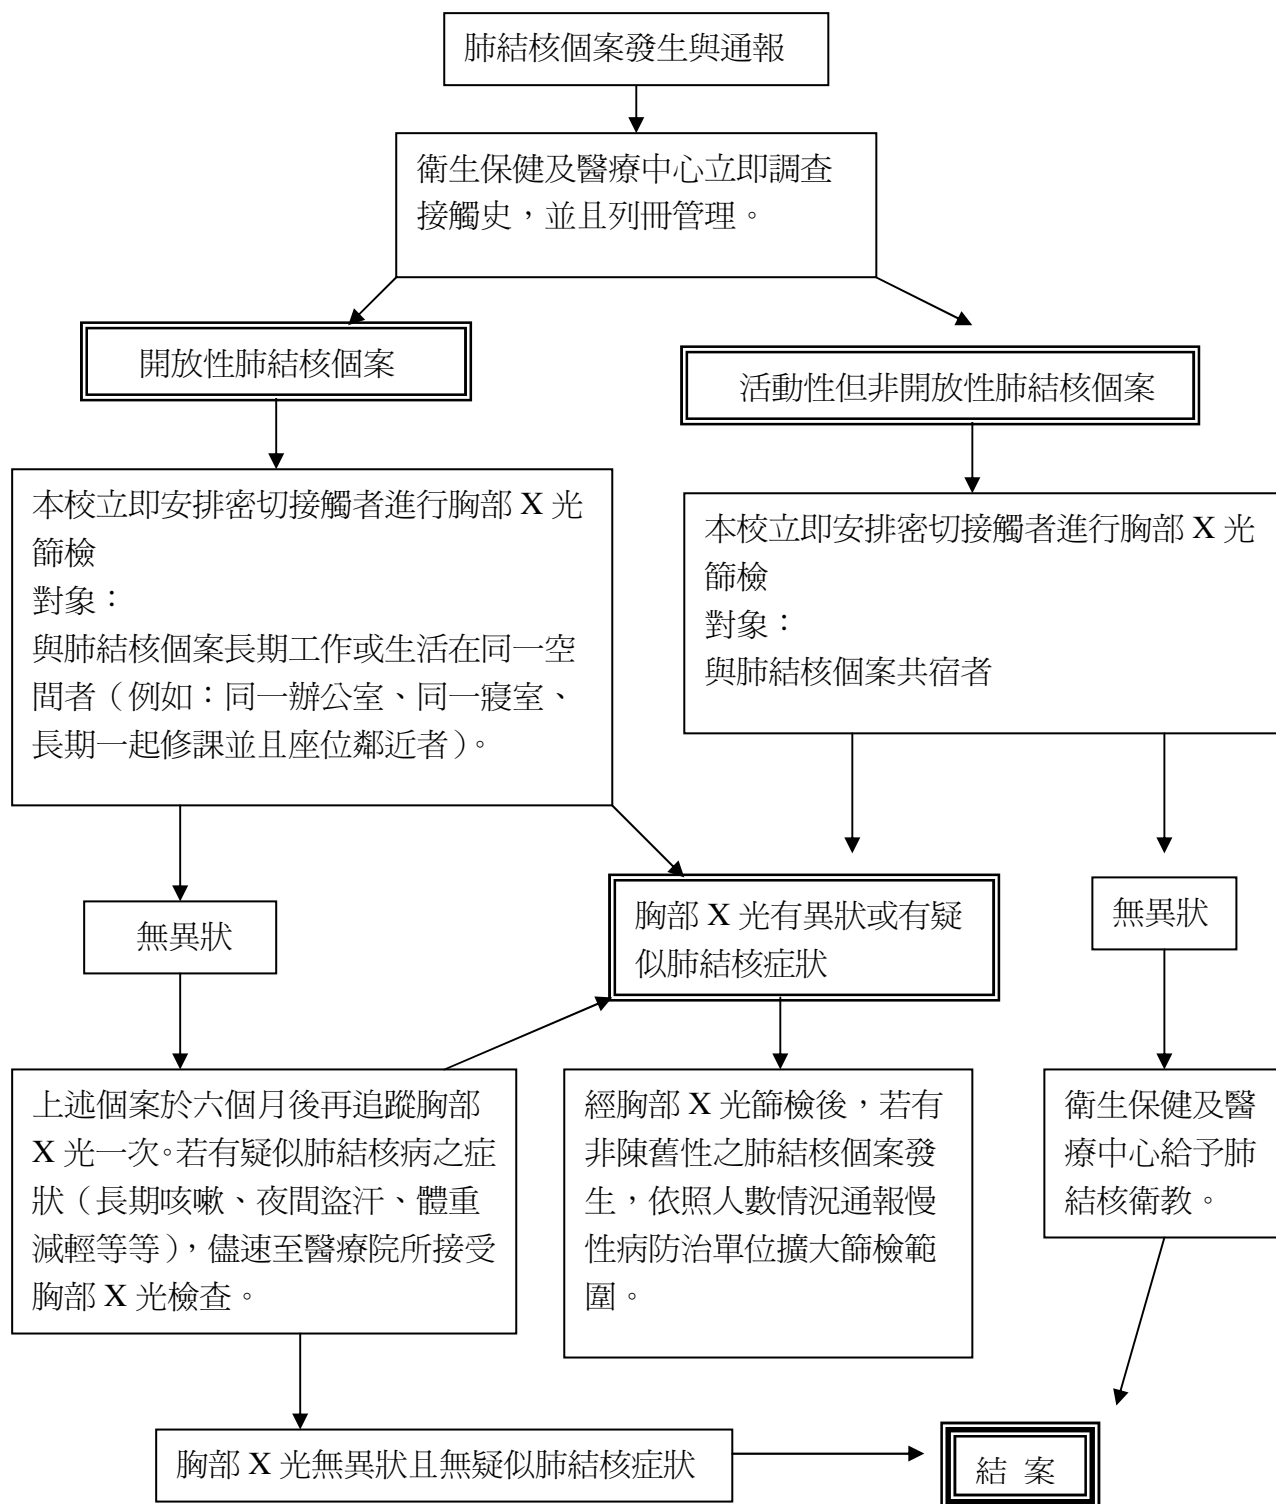 肺結核個案發生與通報
衛生保健及醫療中心立即調查
接觸史，並且列冊管理。
開放性肺結核個案
活動性但非開放性肺結核個案
本校立即安排密切接觸者進行胸部 X 光
篩檢
對象：
與肺結核個案長期工作或生活在同一空
間者（例如：同一辦公室、同一寢室、
長期一起修課並且座位鄰近者）。
本校立即安排密切接觸者進行胸部 X 光
篩檢
對象：
與肺結核個案共宿者
無異狀
胸部 X 光有異狀或有疑
似肺結核症狀
無異狀
上述個案於六個月後再追蹤胸部
X 光一次。若有疑似肺結核病之症
狀（長期咳嗽、夜間盜汗、體重
減輕等等），儘速至醫療院所接受
胸部 X 光檢查。
經胸部 X 光篩檢後，若有
非陳舊性之肺結核個案發
生，依照人數情況通報慢
性病防治單位擴大篩檢範
圍。
衛生保健及醫
療中心給予肺
結核衛教。
胸部 X 光無異狀且無疑似肺結核症狀
結 案